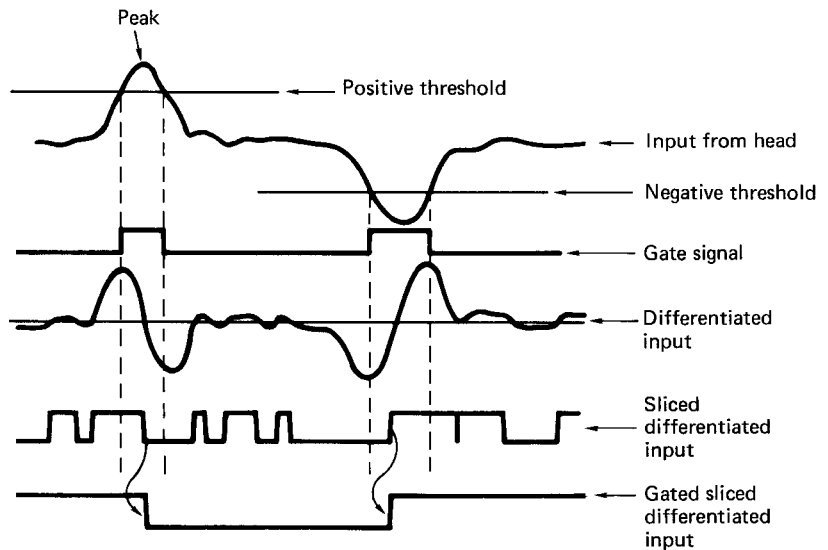 Peak
Positive threshold
Input from head
Negative threshold
Gate signal
Differentiated
input
Sliced
differentiated
input
Gated sliced
differentiated
input